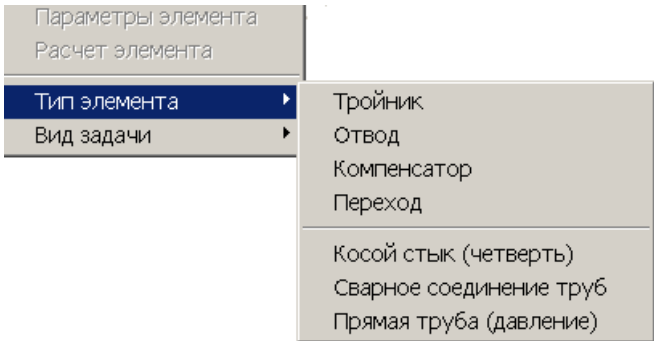 Параметры элемента
Расчет элемента
Тип элемента
Вид задачи
Тройник
Отвод
Компенсатор
Переход
Косой стык (четверть)
Сварное соединение труб
Прямая труба (давление)